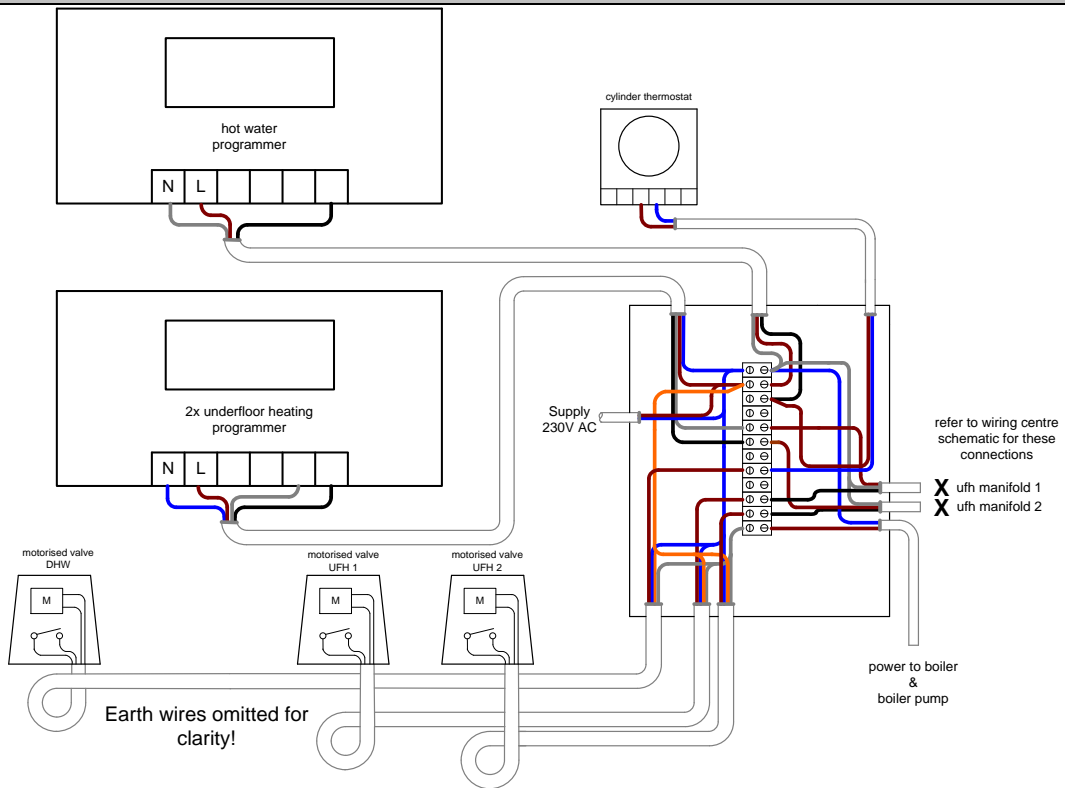 hot water
programmer
N L
cylinder thermostat
2x underfloor heating
programmer
N L
Supply
230V AC
refer to wiring centre
schematic for these
connections
X ufh manifold 1
X ufh manifold 2
motorised valve
DHW
M
motorised valve
UFH 1
M
motorised valve
UFH 2
M
power to boiler
&
boiler pump
Earth wires omitted for
clarity!